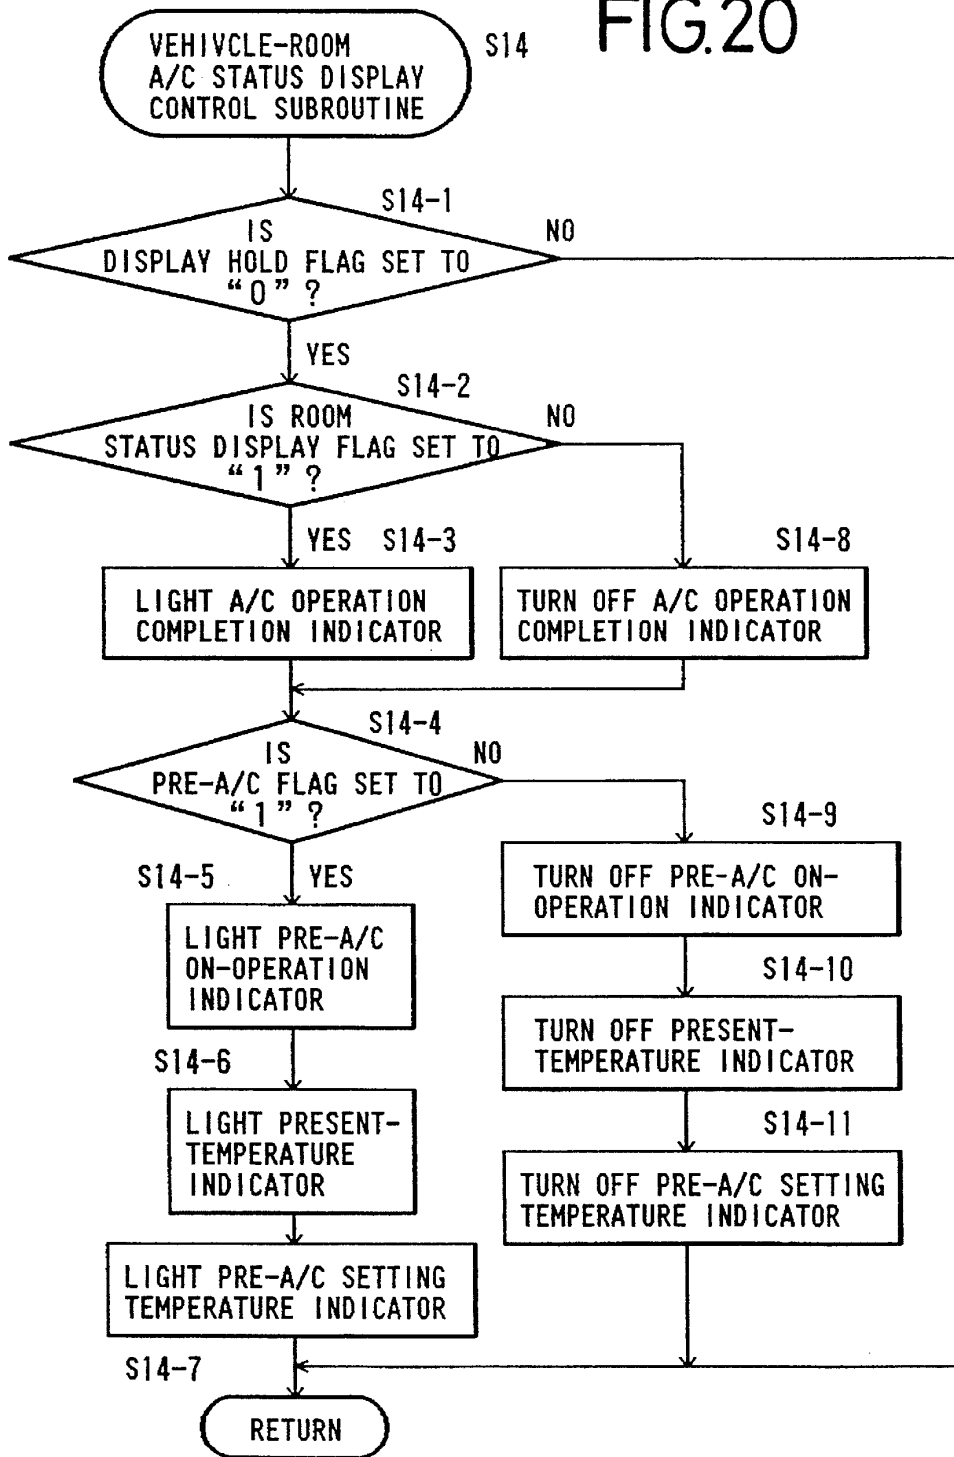 FIG.20
VEHIVCLE-ROOM
A/C STATUS DISPLAY
CONTROL SUBROUTINE
S14
S14-1
IS
DISPLAY HOLD FLAG SET TO
“0” ?
NO
YES
S14-2
IS ROOM
STATUS DISPLAY FLAG SET TO
“1” ?
NO
YES
S14-3
LIGHT A/C OPERATION
COMPLETION INDICATOR
S14-8
TURN OFF A/C OPERATION
COMPLETION INDICATOR
S14-4
IS
PRE-A/C FLAG SET TO
“1” ?
NO
YES
S14-5
LIGHT PRE-A/C
ON-OPERATION
INDICATOR
S14-6
LIGHT PRESENT-
TEMPERATURE
INDICATOR
LIGHT PRE-A/C SETTING
TEMPERATURE INDICATOR
S14-7
S14-9
TURN OFF PRE-A/C ON-
OPERATION INDICATOR
S14-10
TURN OFF PRESENT-
TEMPERATURE INDICATOR
S14-11
TURN OFF PRE-A/C SETTING
TEMPERATURE INDICATOR
RETURN